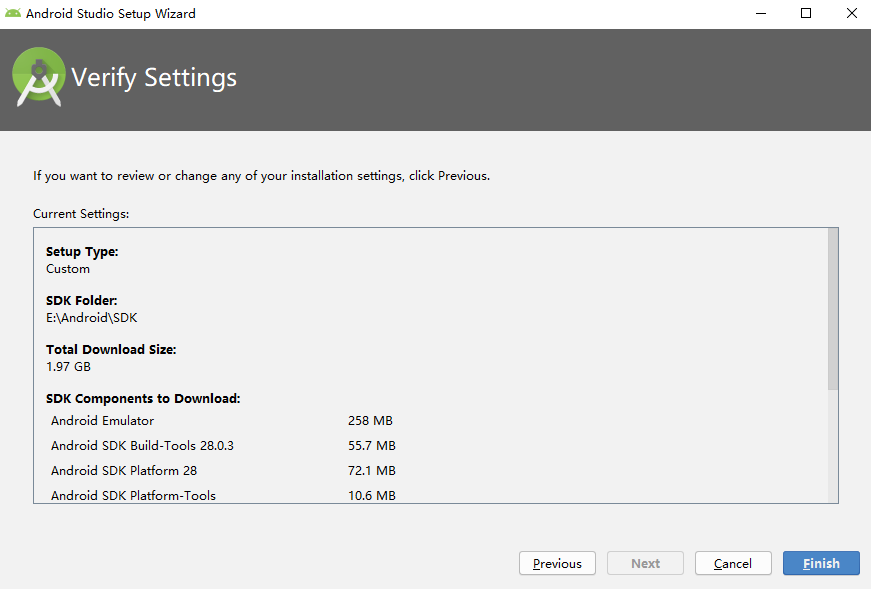 Android Studio Setup Wizard
Verify Settings
If you want to review or change any of your installation settings, click Previous.
Current Settings:
Setup Type:
Custom
SDK Folder:
E:\Android\SDK
Total Download Size:
1.97 GB
SDK Components to Download:
Android Emulator 258 MB
Android SDK Build-Tools 28.0.3 55.7 MB
Android SDK Platform 28 72.1 MB
Android SDK Platform-Tools 10.6 MB
Previous Next Cancel Finish